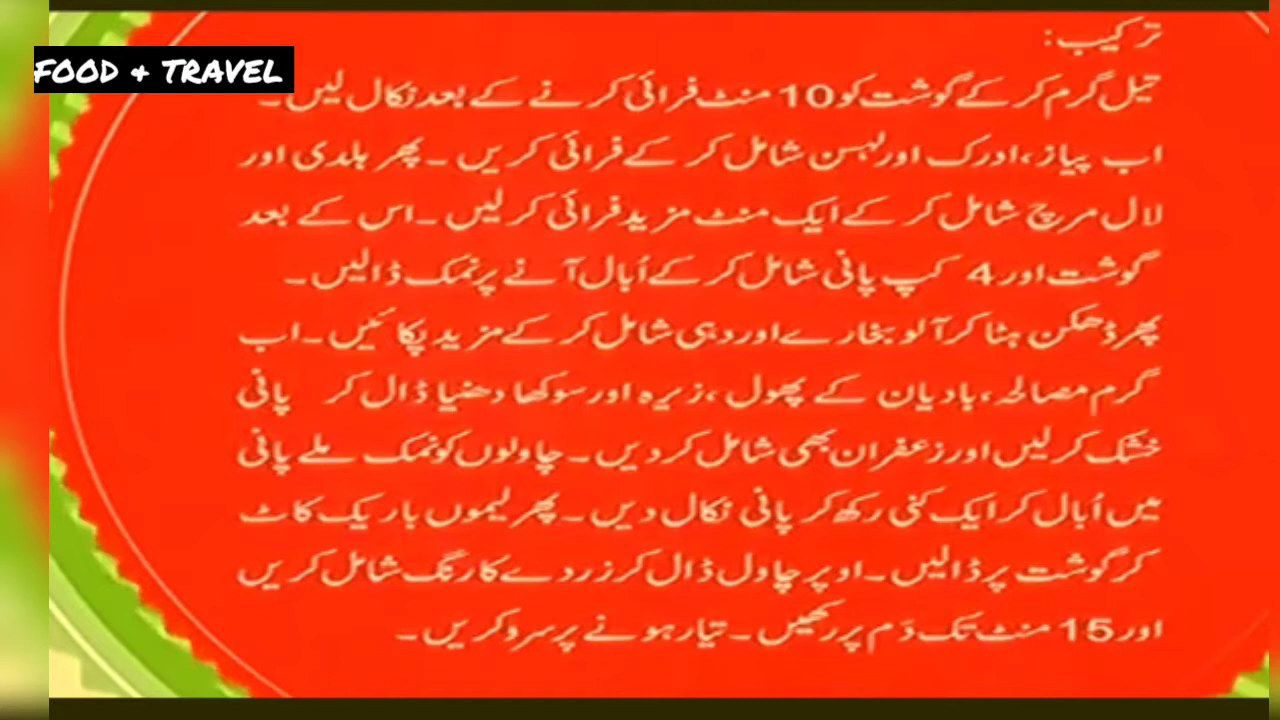 FOOD & TRAVEL
ترکیب:
تیل گرم کر کے گوشت کو 10 منٹ فرائی کرنے کے بعد نکال لیں۔
اب پیاز، ادرک اور لہسن شامل کر کے فرائی کریں۔ پھر ہلدی اور
لال مرچ شامل کر کے ایک منٹ مزید فرائی کر لیں۔ اس کے بعد
گوشت اور 4 کپ پانی شامل کر کے اُبال آنے پر نمک ڈالیں۔
پھر ڈھکن ہٹا کر آلو بخارے اور دہی شامل کر کے مزید پکائیں۔ اب
گرم مصالحہ، بادیان کے پھول، زیرہ اور سوکھا دھنیا ڈال کر پانی
خشک کر لیں اور زعفران بھی شامل کر دیں۔ چاولوں کو نمک ملے پانی
میں اُبال کر ایک کنی رکھ کر پانی نکال دیں۔ پھر لیموں باریک کاٹ
کر گوشت پر ڈالیں۔ اوپر چاول ڈال کر زردے کا رنگ شامل کریں
اور 15 منٹ تک دَم پر رکھیں۔ تیار ہونے پر سرو کریں۔